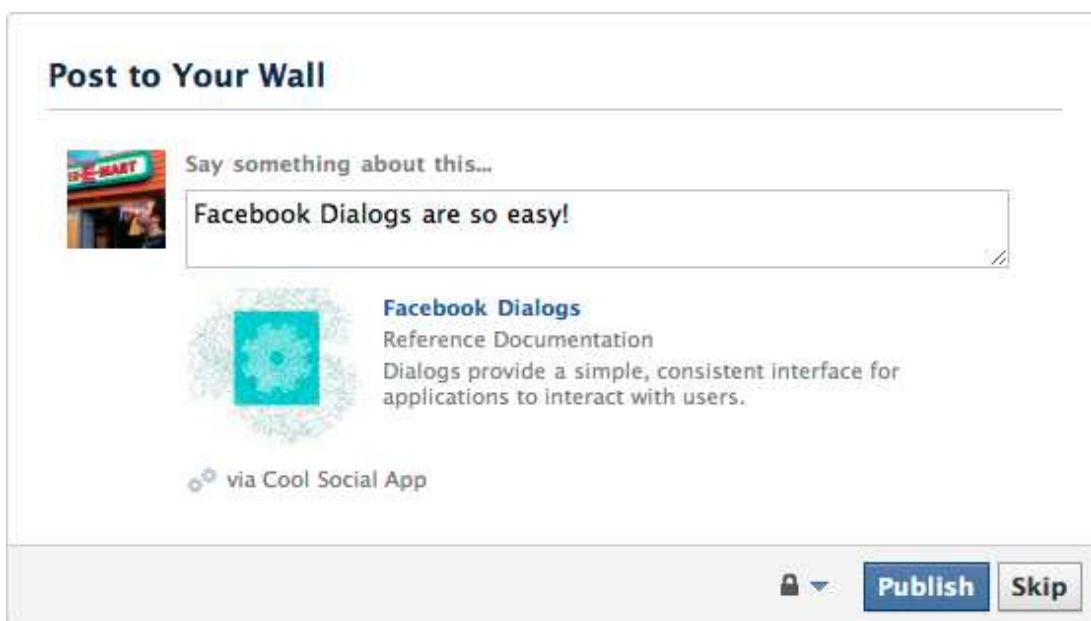 Post to Your Wall
Say something about this...
Facebook Dialogs are so easy!
Facebook Dialogs
Reference Documentation
Dialogs provide a simple, consistent interface for
applications to interact with users.
via Cool Social App
Publish
Skip